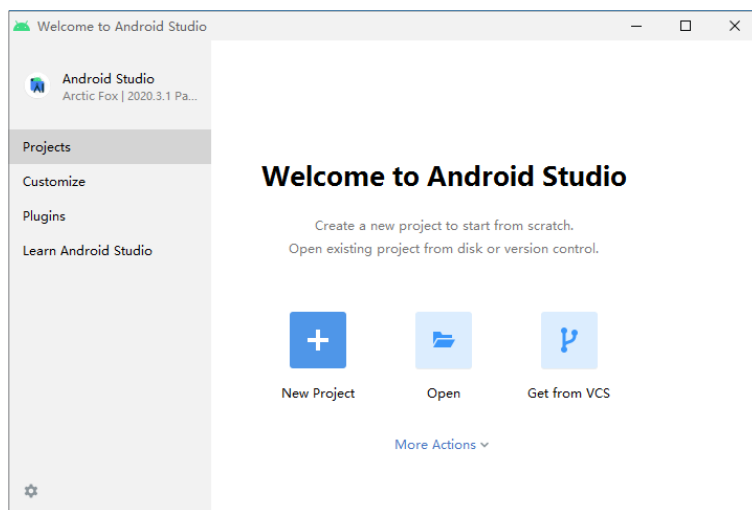 Welcome to Android Studio
Android Studio
Arctic Fox | 2020.3.1 Pa...
Projects
Customize
Plugins
Learn Android Studio
Welcome to Android Studio
Create a new project to start from scratch.
Open existing project from disk or version control.
New Project
Open
Get from VCS
More Actions